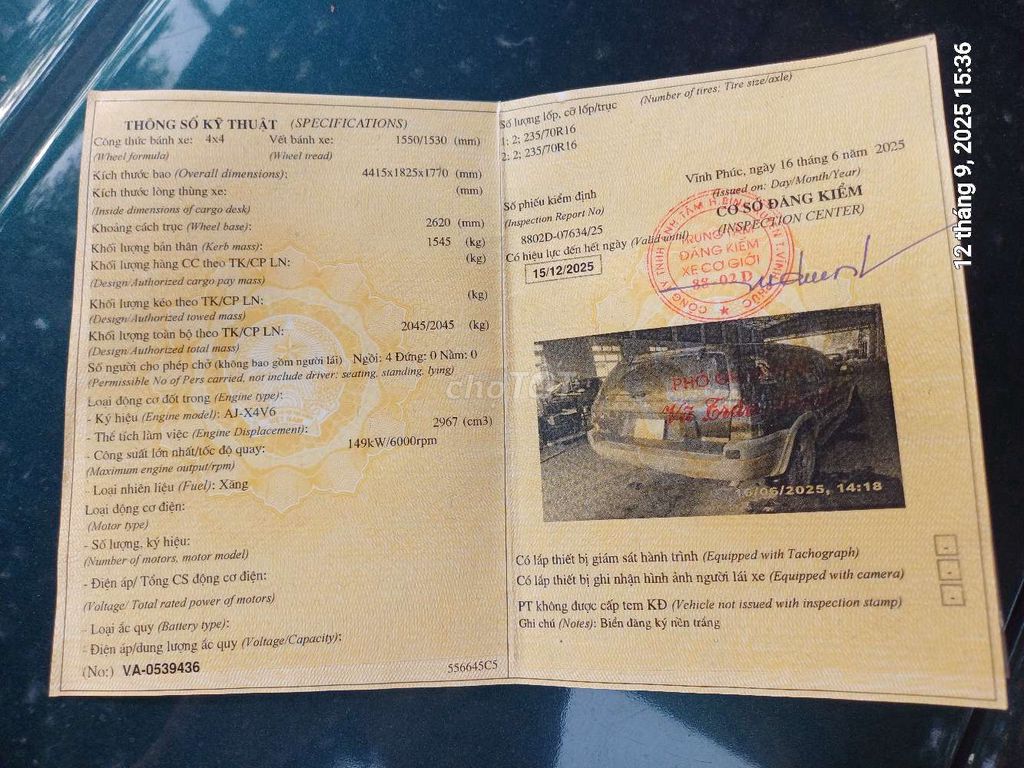 THÔNG SỐ KỸ THUẬT (SPECIFICATIONS)
Công thức bánh xe: 4x4 Vết bánh xe: 1550/1530 (mm)
(Wheel formula) (Wheel tread)
Kích thước bao (Overall dimensions): 4415x1825x1770 (mm)
Kích thước lòng thùng xe: (mm)
(Inside dimensions of cargo desk)
Khoảng cách trục (Wheel base): 2620 (mm)
Khối lượng bản thân (Kerb mass): 1545 (kg)
Khối lượng hàng CC theo TK/CP LN: (kg)
(Design/Authorized cargo pay mass)
Khối lượng kéo theo TK/CP LN: (kg)
(Design/Authorized towed mass)
Khối lượng toàn bộ theo TK/CP LN: 2045/2045 (kg)
(Design/Authorized total mass)
Số người cho phép chở (không bao gồm người lái) Ngồi: 4 Đứng: 0 Nằm: 0
(Permissible No of Pers carried, not include driver: seating, standing, lying)
Loại động cơ đốt trong (Engine type):
- Ký hiệu (Engine model): AJ-X4V6
- Thể tích làm việc (Engine Displacement): 2967 (cm3)
- Công suất lớn nhất/tốc độ quay: 149kW/6000rpm
(Maximum engine output/rpm)
- Loại nhiên liệu (Fuel): Xăng
Loại động cơ điện:
(Motor type)
- Số lượng, ký hiệu:
(Number of motors, motor model)
- Điện áp/ Tổng CS động cơ điện:
(Voltage/ Total rated power of motors)
- Loại ắc quy (Battery type):
- Điện áp/dung lượng ắc quy (Voltage/Capacity):
(No:) VA-0539436 556645C5
Số lượng lốp, cỡ lốp/trục (Number of tires; Tire size/axle)
1: 2; 235/70R16
2: 2; 235/70R16
Vĩnh Phúc, ngày 16 tháng 6 năm 2025
(Issued on: Day/Month/Year)
Số phiếu kiểm định
(Inspection Report No)
8802D-07634/25
CƠ SỞ ĐĂNG KIỂM
(INSPECTION CENTER)
Có hiệu lực đến hết ngày (Valid until)
15/12/2025
TRUNG TÂM
ĐĂNG KIỂM
XE CƠ GIỚI
88-02D
16/06/2025, 14:18
Có lắp thiết bị giám sát hành trình (Equipped with Tachograph)
Có lắp thiết bị ghi nhận hình ảnh người lái xe (Equipped with camera)
PT không được cấp tem KĐ (Vehicle not issued with inspection stamp)
Ghi chú (Notes): Biển đăng ký nền trắng
choTỐT
12 tháng 9, 2025 15:36